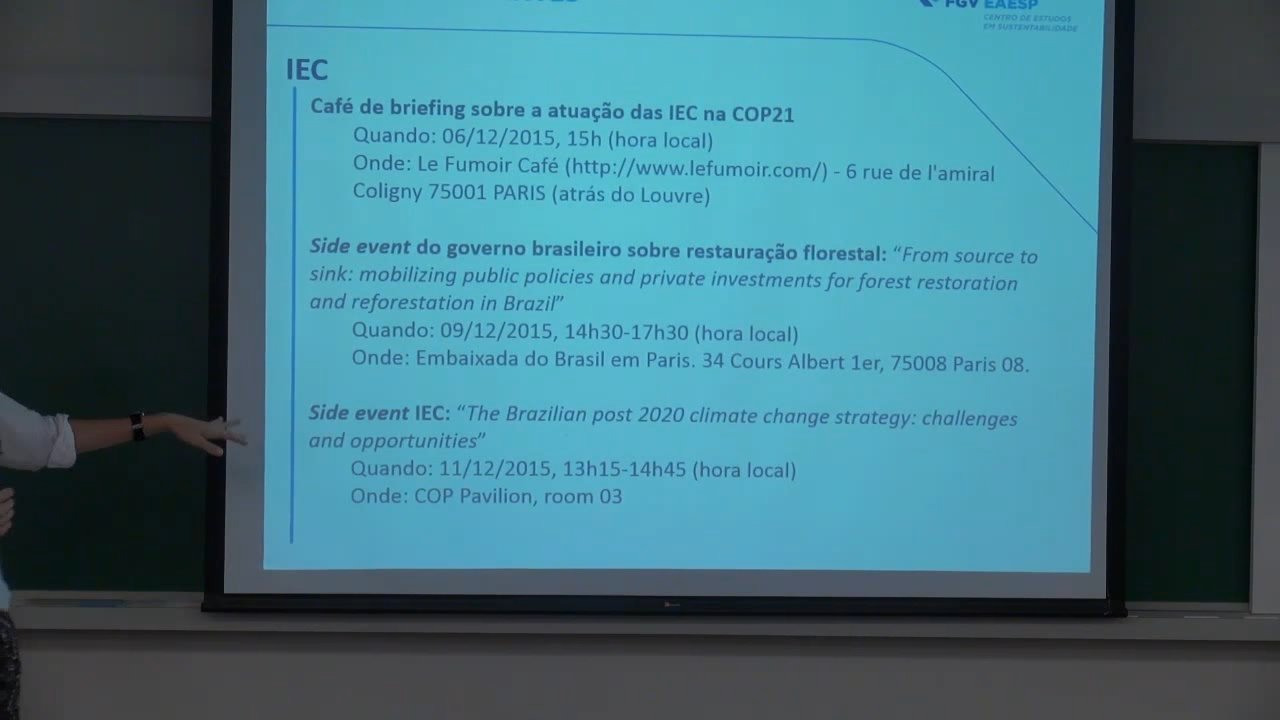 FGV EAESP
CENTRO DE ESTUDOS
EM SUSTENTABILIDADE
IEC
Café de briefing sobre a atuação das IEC na COP21
Quando: 06/12/2015, 15h (hora local)
Onde: Le Fumoir Café (http://www.lefumoir.com/) - 6 rue de l'amiral
Coligny 75001 PARIS (atrás do Louvre)
Side event do governo brasileiro sobre restauração florestal: “From source to
sink: mobilizing public policies and private investments for forest restoration
and reforestation in Brazil”
Quando: 09/12/2015, 14h30-17h30 (hora local)
Onde: Embaixada do Brasil em Paris. 34 Cours Albert 1er, 75008 Paris 08.
Side event IEC: “The Brazilian post 2020 climate change strategy: challenges
and opportunities”
Quando: 11/12/2015, 13h15-14h45 (hora local)
Onde: COP Pavilion, room 03